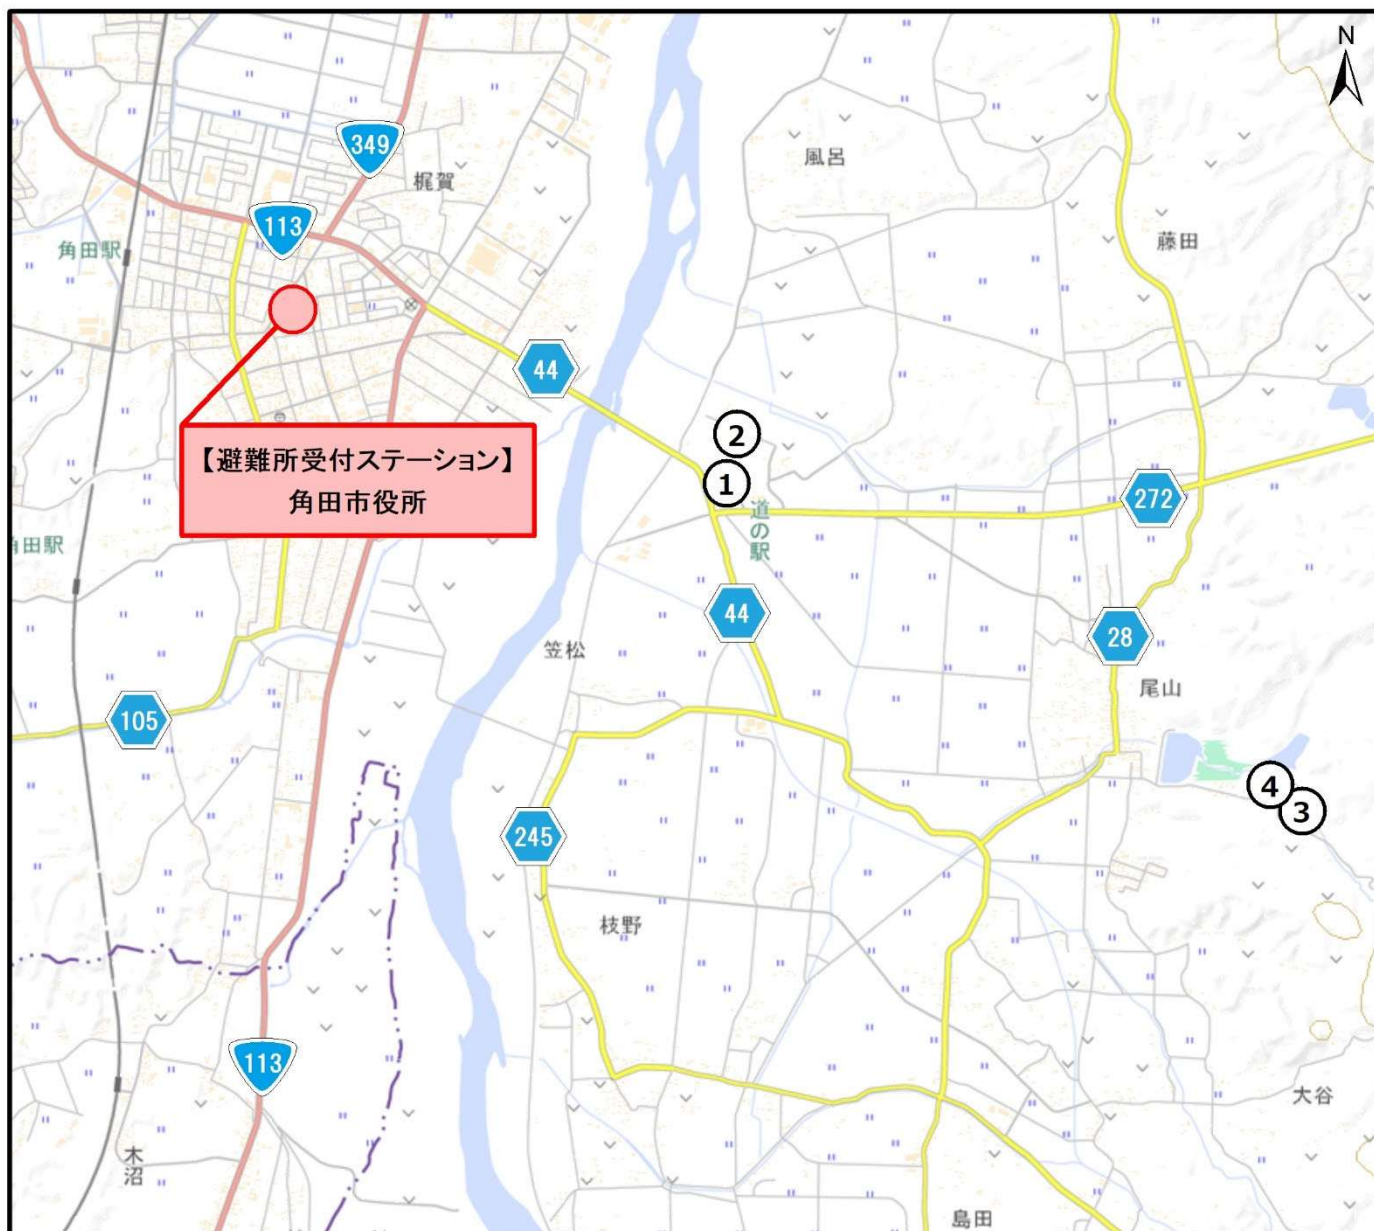 N
349
梶賀
風呂
113
角田駅
藤田
44
【避難所受付ステーション】
角田市役所
2
1
272
道の駅
角田駅
44
28
笠松
尾山
105
4
3
245
枝野
113
大谷
木沼
島田